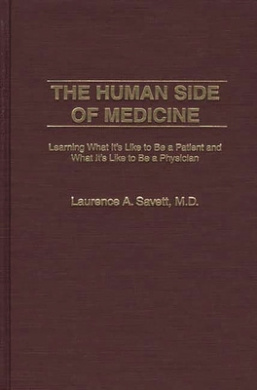 THE HUMAN SIDE
OF MEDICINE
Learning What It's Like to Be a Patient and
What It's Like to Be a Physician
Laurence A. Savett, M.D.